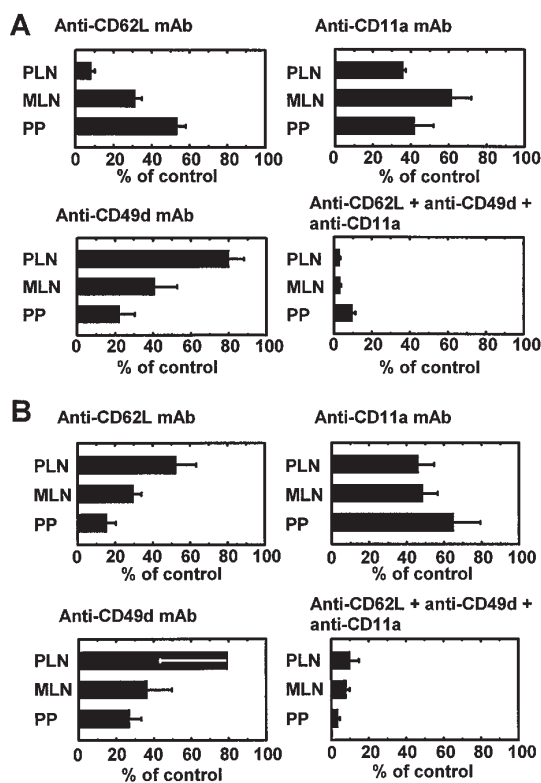 A
Anti-CD62L mAb
PLN
MLN
PP
0 20 40 60 80 100
% of control
Anti-CD11a mAb
PLN
MLN
PP
0 20 40 60 80 100
% of control
Anti-CD49d mAb
PLN
MLN
PP
0 20 40 60 80 100
% of control
Anti-CD62L + anti-CD49d +
anti-CD11a
PLN
MLN
PP
0 20 40 60 80 100
% of control
B
Anti-CD62L mAb
PLN
MLN
PP
0 20 40 60 80 100
% of control
Anti-CD11a mAb
PLN
MLN
PP
0 20 40 60 80 100
% of control
Anti-CD49d mAb
PLN
MLN
PP
0 20 40 60 80 100
% of control
Anti-CD62L + anti-CD49d +
anti-CD11a
PLN
MLN
PP
0 20 40 60 80 100
% of control